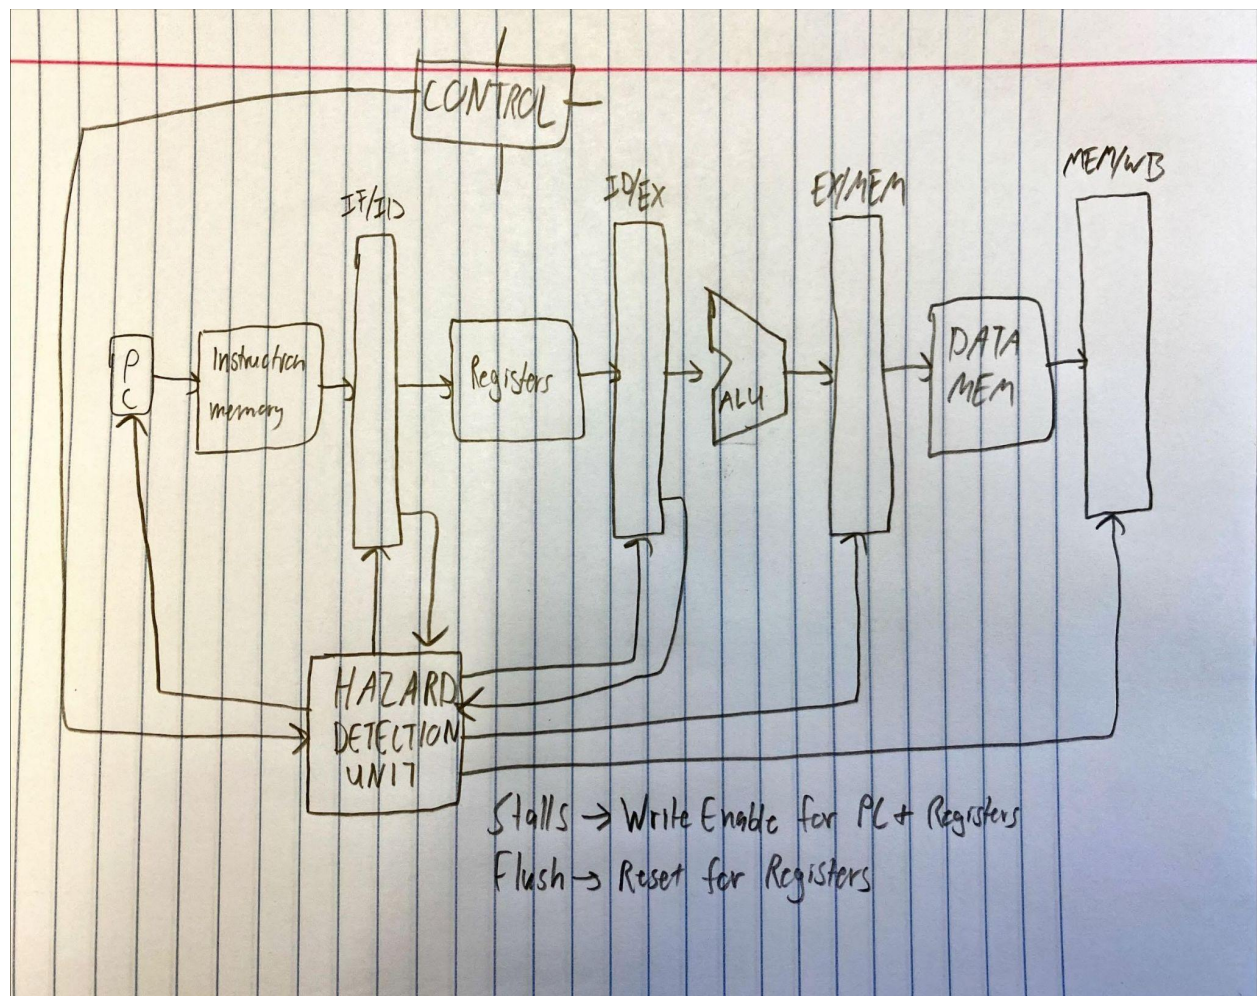 CONTROL
IF/ID
ID/EX
EX/MEM
MEM/WB
P
C
Instruction
memory
Registers
ALU
DATA
MEM
HAZARD
DETECTION
UNIT
Stalls → Write Enable for PC + Registers
Flush → Reset for Registers